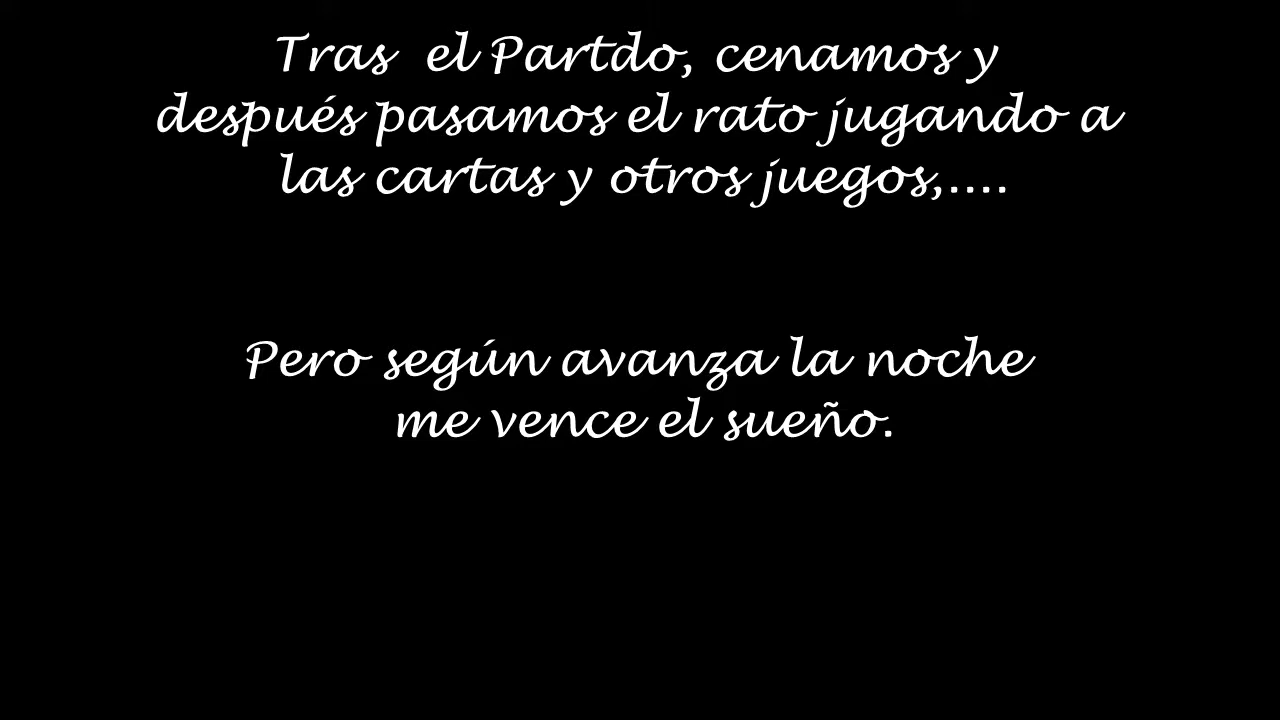 Tras el Partdo, cenamos y
después pasamos el rato jugando a
las cartas y otros juegos,....
Pero según avanza la noche
me vence el sueño.